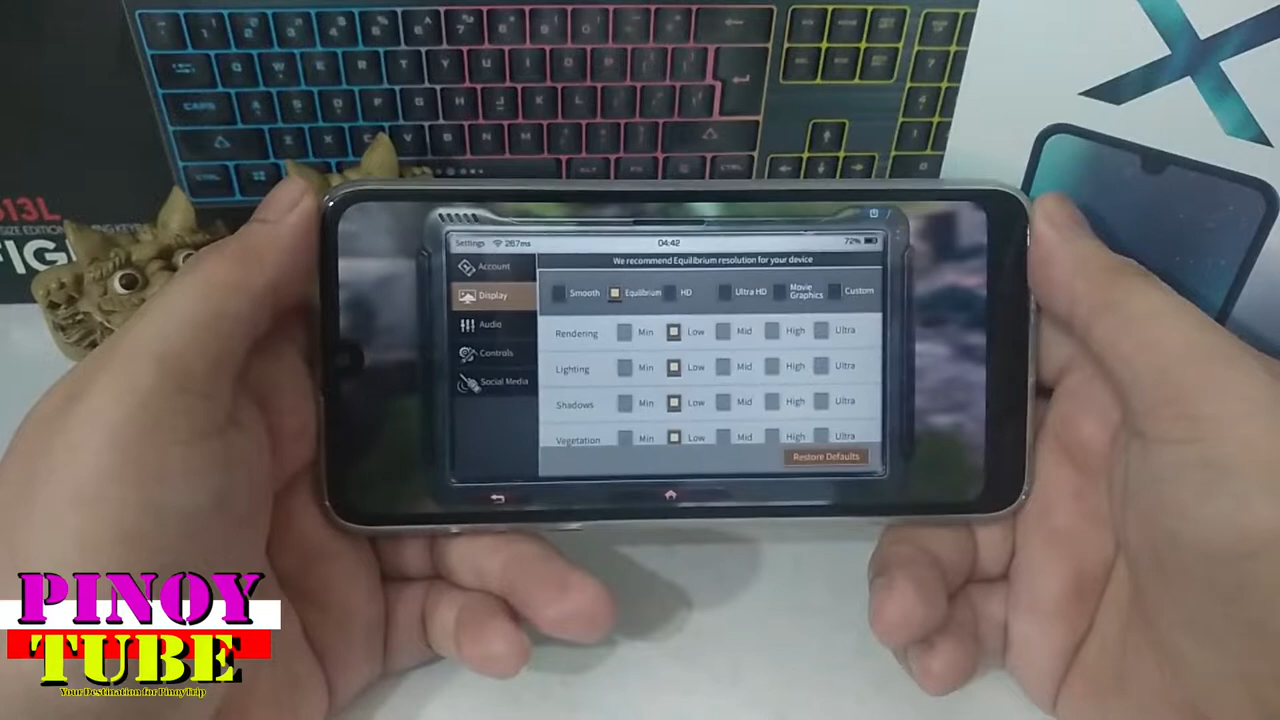 613L
Settings 26.7ms 04:42 72%
We recommend Equilibrium resolution for your device
Account
Display
Audio
Controls
Social Media
Smooth Equilibrium HD Ultra HD Movie Graphics Custom
Rendering Min Low Mid High Ultra
Lighting Min Low Mid High Ultra
Shadows Min Low Mid High Ultra
Vegetation Min Low Mid High Ultra
Restore Defaults
PINOY
TUBE
Your Destination for PinoyTrip